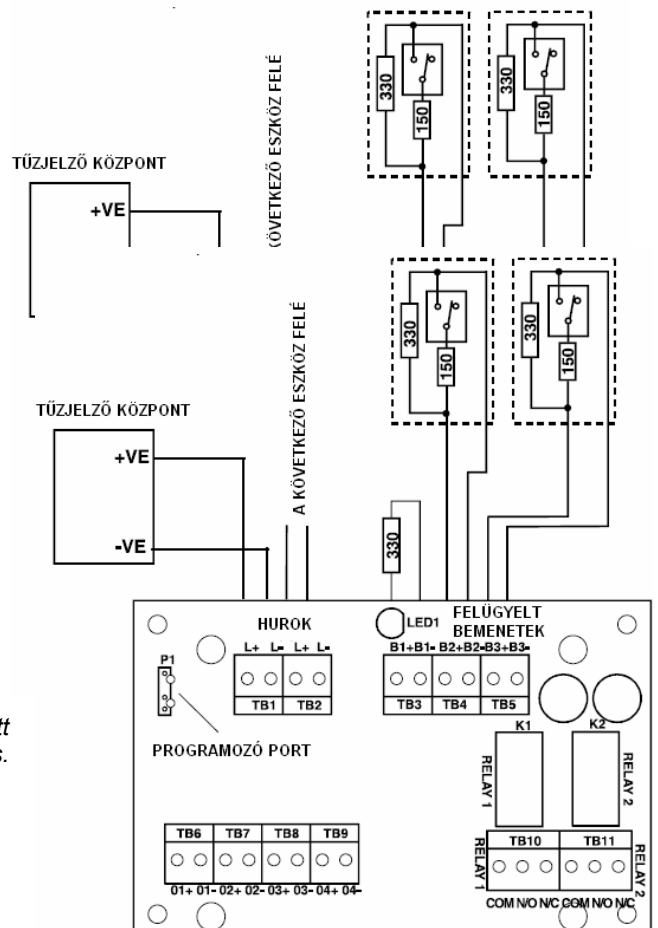 330
150
330
150
KÖVETKEZŐ ESZKÖZ FELÉ
TŰZJELZŐ KÖZPONT
+VE
330
150
330
150
A KÖVETKEZŐ ESZKÖZ FELÉ
TŰZJELZŐ KÖZPONT
+VE
-VE
330
HUROK
LED1
FELÜGYELT
BEMENETEK
L+ L- L+ L-
B1+B1- B2+B2-B3+B3-
P1
TB1 TB2
TB3 TB4 TB5
PROGRAMOZÓ PORT
K1 K2
RELAY 1
RELAY 2
tt
s.
TB6 TB7 TB8 TB9
01+ 01- 02+ 02- 03+ 03- 04+ 04-
TB10 TB11
RELAY 1
RELAY 2
COM N/O N/C COM N/O N/C